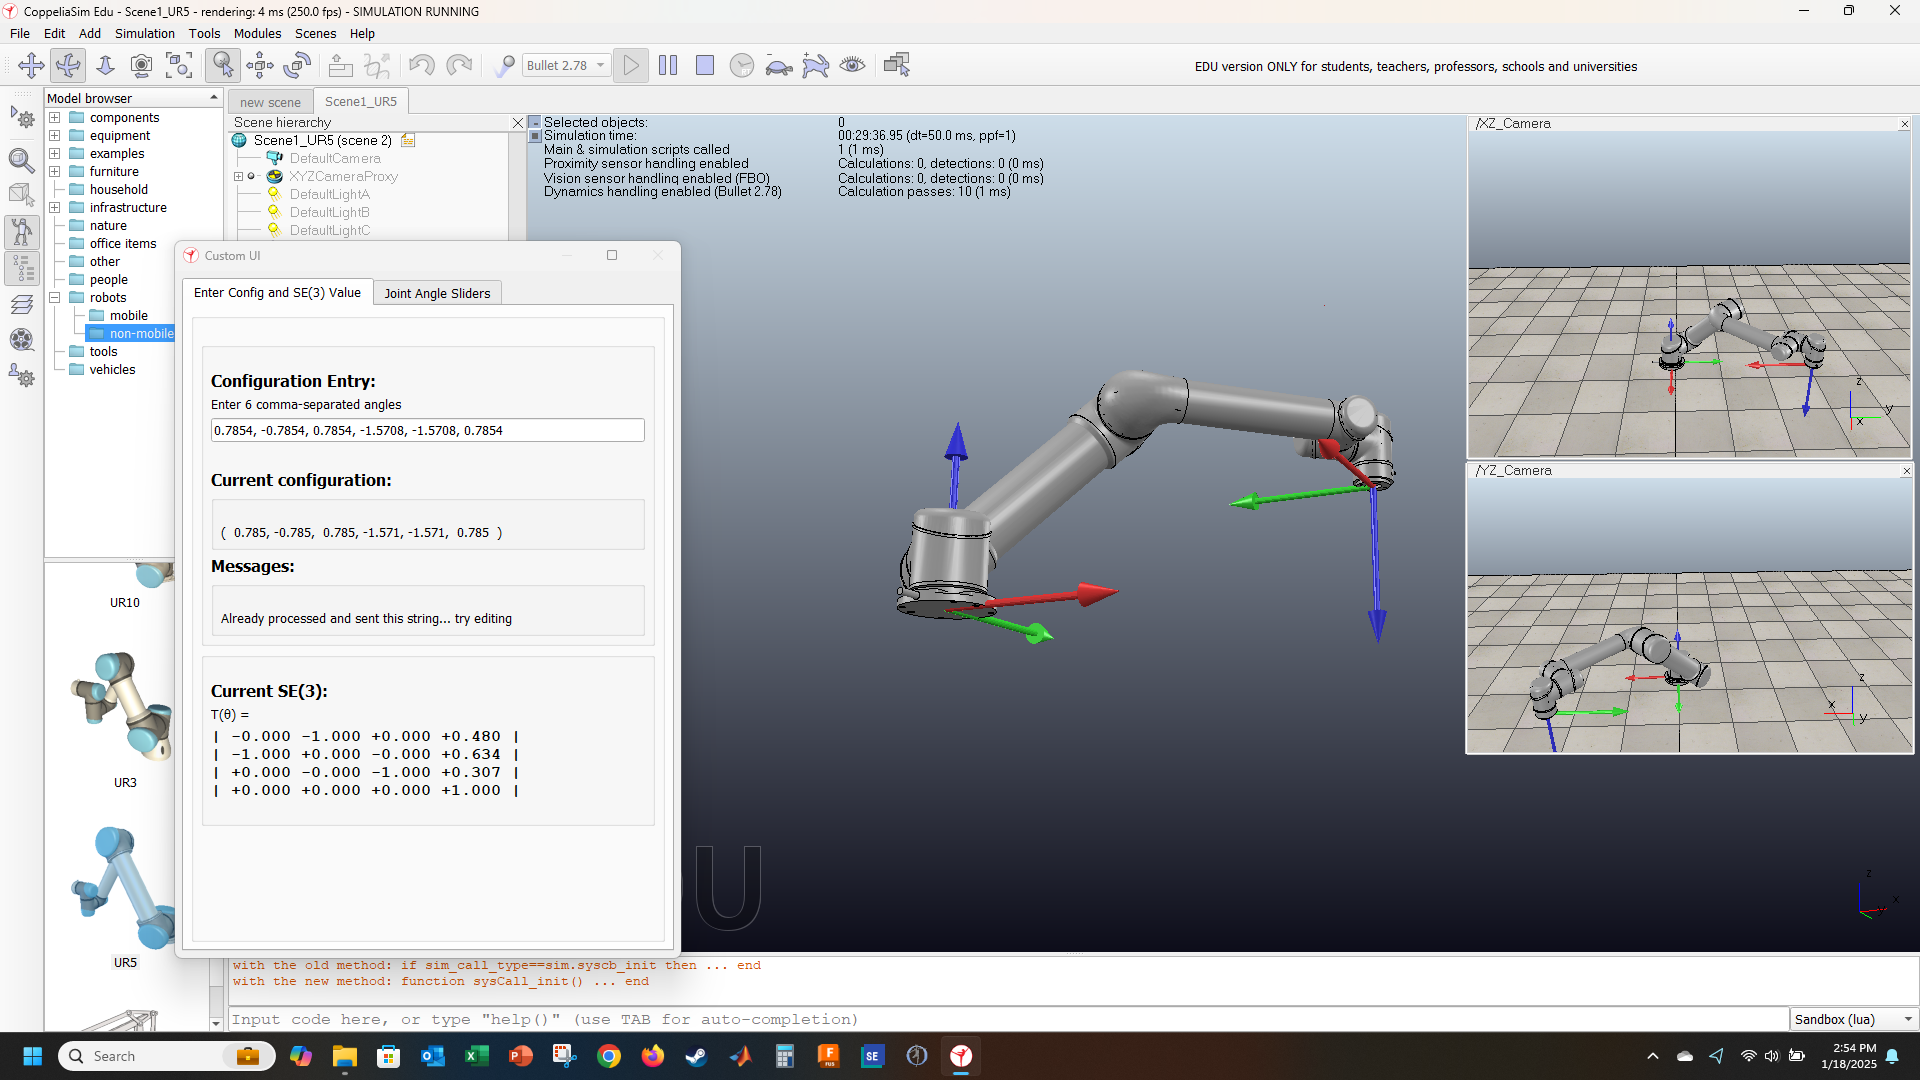 CoppeliaSim Edu - Scene1_UR5 - rendering: 4 ms (250.0 fps) - SIMULATION RUNNING
File Edit Add Simulation Tools Modules Scenes Help
Bullet 2.78
EDU version ONLY for students, teachers, professors, schools and universities
Model browser
components
equipment
examples
furniture
household
infrastructure
nature
office items
other
people
robots
mobile
non-mobile
tools
vehicles
UR10
UR3
UR5
new scene
Scene1_UR5
Scene hierarchy
Scene1_UR5 (scene 2)
DefaultCamera
XYZCameraProxy
DefaultLightA
DefaultLightB
DefaultLightC
Selected objects: 0
Simulation time: 00:29:36.95 (dt=50.0 ms, ppf=1)
Main & simulation scripts called 1 (1 ms)
Proximity sensor handling enabled Calculations: 0, detections: 0 (0 ms)
Vision sensor handling enabled (FBO) Calculations: 0, detections: 0 (0 ms)
Dynamics handling enabled (Bullet 2.78) Calculation passes: 10 (1 ms)
Custom UI
Enter Config and SE(3) Value
Joint Angle Sliders
Configuration Entry:
Enter 6 comma-separated angles
0.7854, -0.7854, 0.7854, -1.5708, -1.5708, 0.7854
Current configuration:
( 0.785, -0.785, 0.785, -1.571, -1.571, 0.785 )
Messages:
Already processed and sent this string... try editing
Current SE(3):
T(θ) =
| -0.000 -1.000 +0.000 +0.480 |
| -1.000 +0.000 -0.000 +0.634 |
| +0.000 -0.000 -1.000 +0.307 |
| +0.000 +0.000 +0.000 +1.000 |
U
/XZ_Camera
z
y
x
/YZ_Camera
z
x
y
z
x
y
with the old method: if sim_call_type==sim.syscb_init then ... end
with the new method: function sysCall_init() ... end
Input code here, or type "help()" (use TAB for auto-completion)
Sandbox (lua)
Search
SE
2:54 PM
1/18/2025